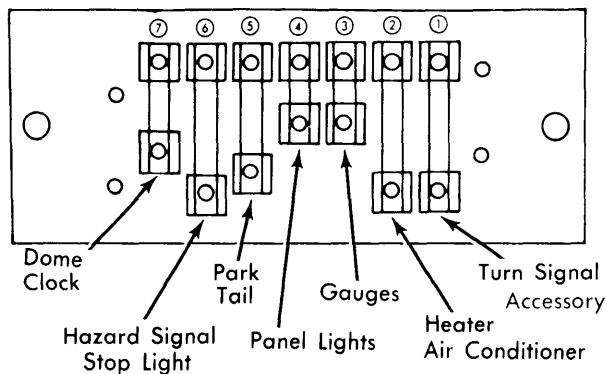 ⑦ ⑥ ⑤ ④ ③ ② ①
Dome
Clock
Hazard Signal
Stop Light
Park
Tail
Panel Lights
Gauges
Heater
Air Conditioner
Turn Signal
Accessory